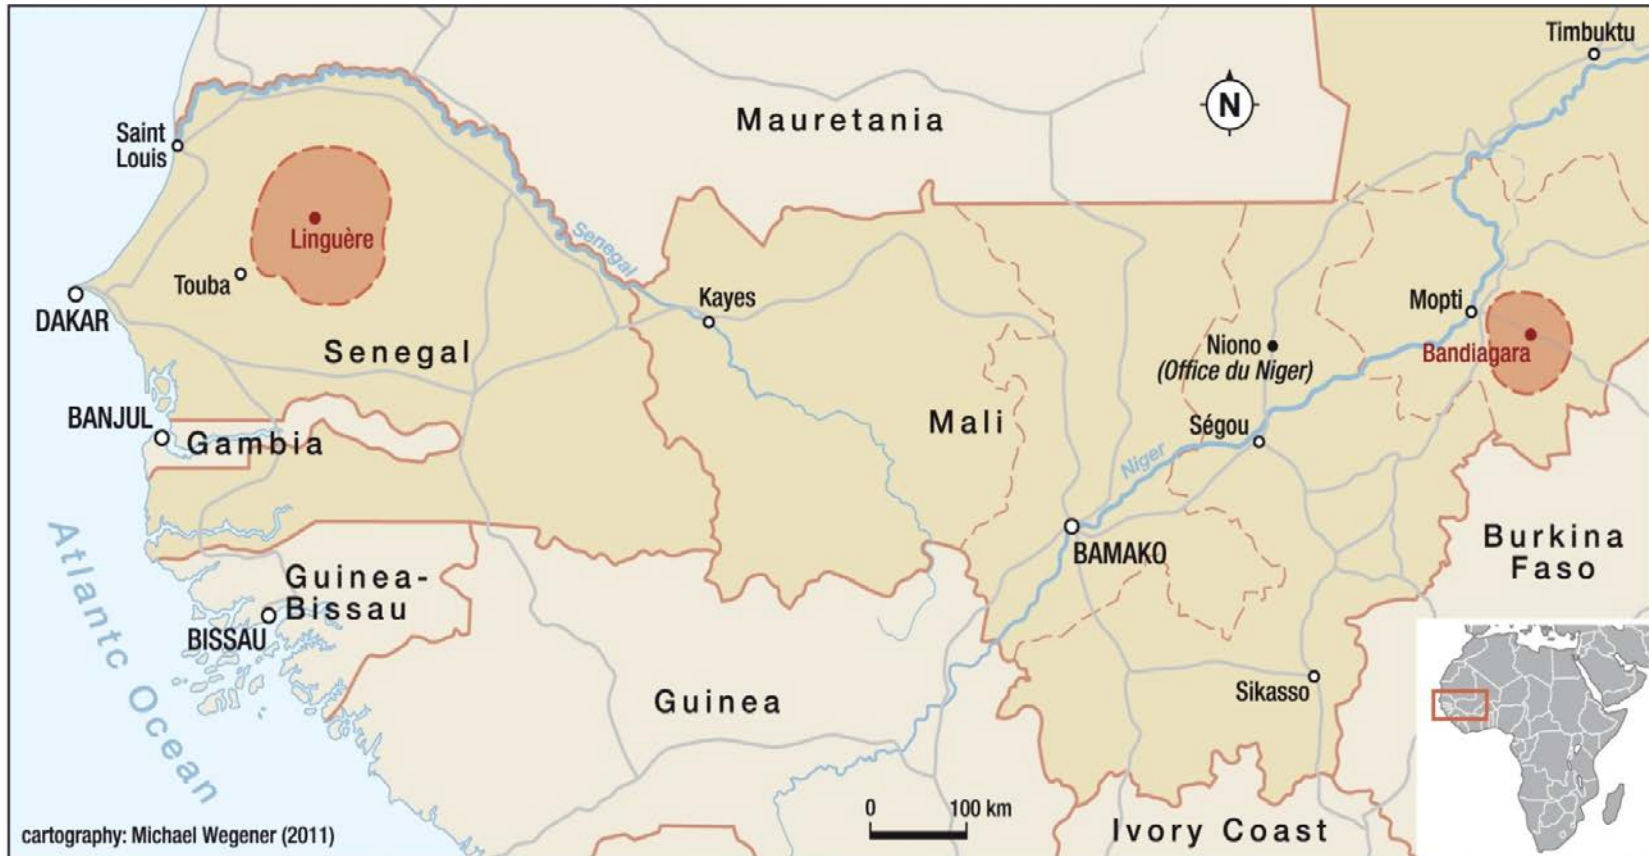 Timbuktu
N
Mauretania
Saint
Louis
Linguère
Senegal
Touba
Kayes
Mopti
DAKAR
Niono
(Office du Niger)
Bandiagara
Senegal
Mali
Ségou
BANJUL
Gambia
Niger
BAMAKO
Burkina
Faso
Atlantc Ocean
Guinea-
Bissau
BISSAU
Guinea
Sikasso
0 100 km
Ivory Coast
cartography: Michael Wegener (2011)